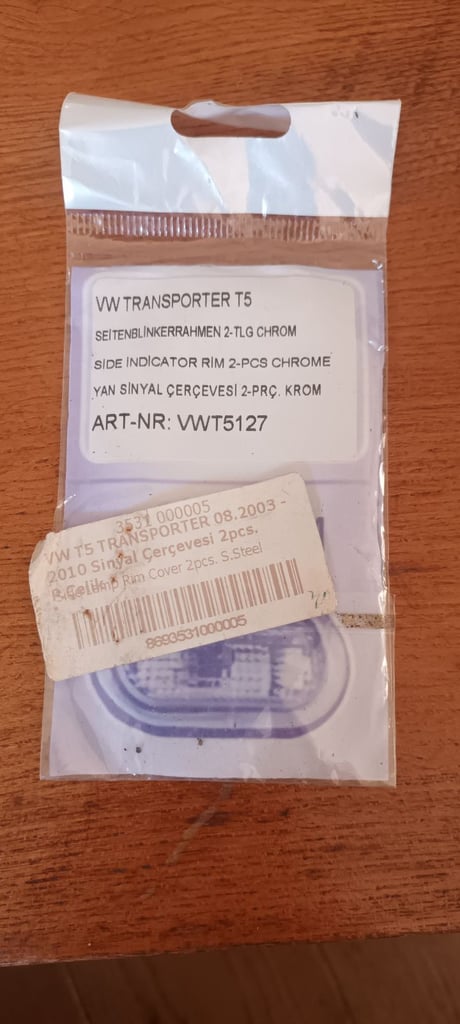 VW TRANSPORTER T5
SEITENBLINKERRAHMEN 2-TLG CHROM
SIDE INDICATOR RIM 2-PCS CHROME
YAN SİNYAL ÇERÇEVESİ 2-PRÇ. KROM
ART-NR: VWT5127
3531 000005
VW T5 TRANSPORTER 08.2003 -
2010 Sinyal Çerçevesi 2pcs.
P.Çelik
Rim Cover 2pcs. S.Steel
8693531000005